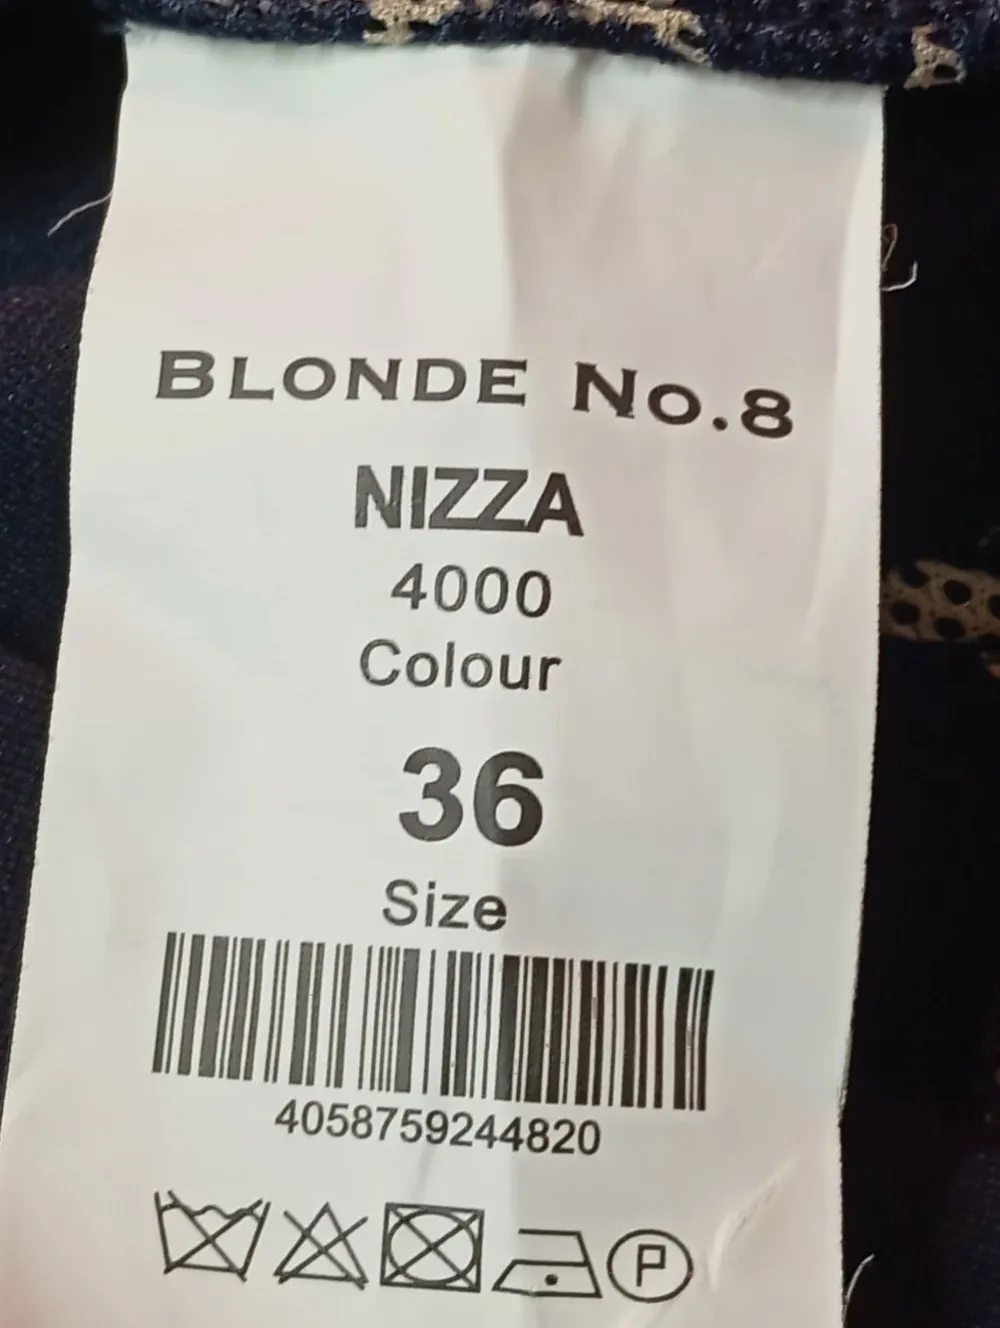 BLONDE NO.8
NIZZA
4000
Colour
36
Size
4058759244820
P